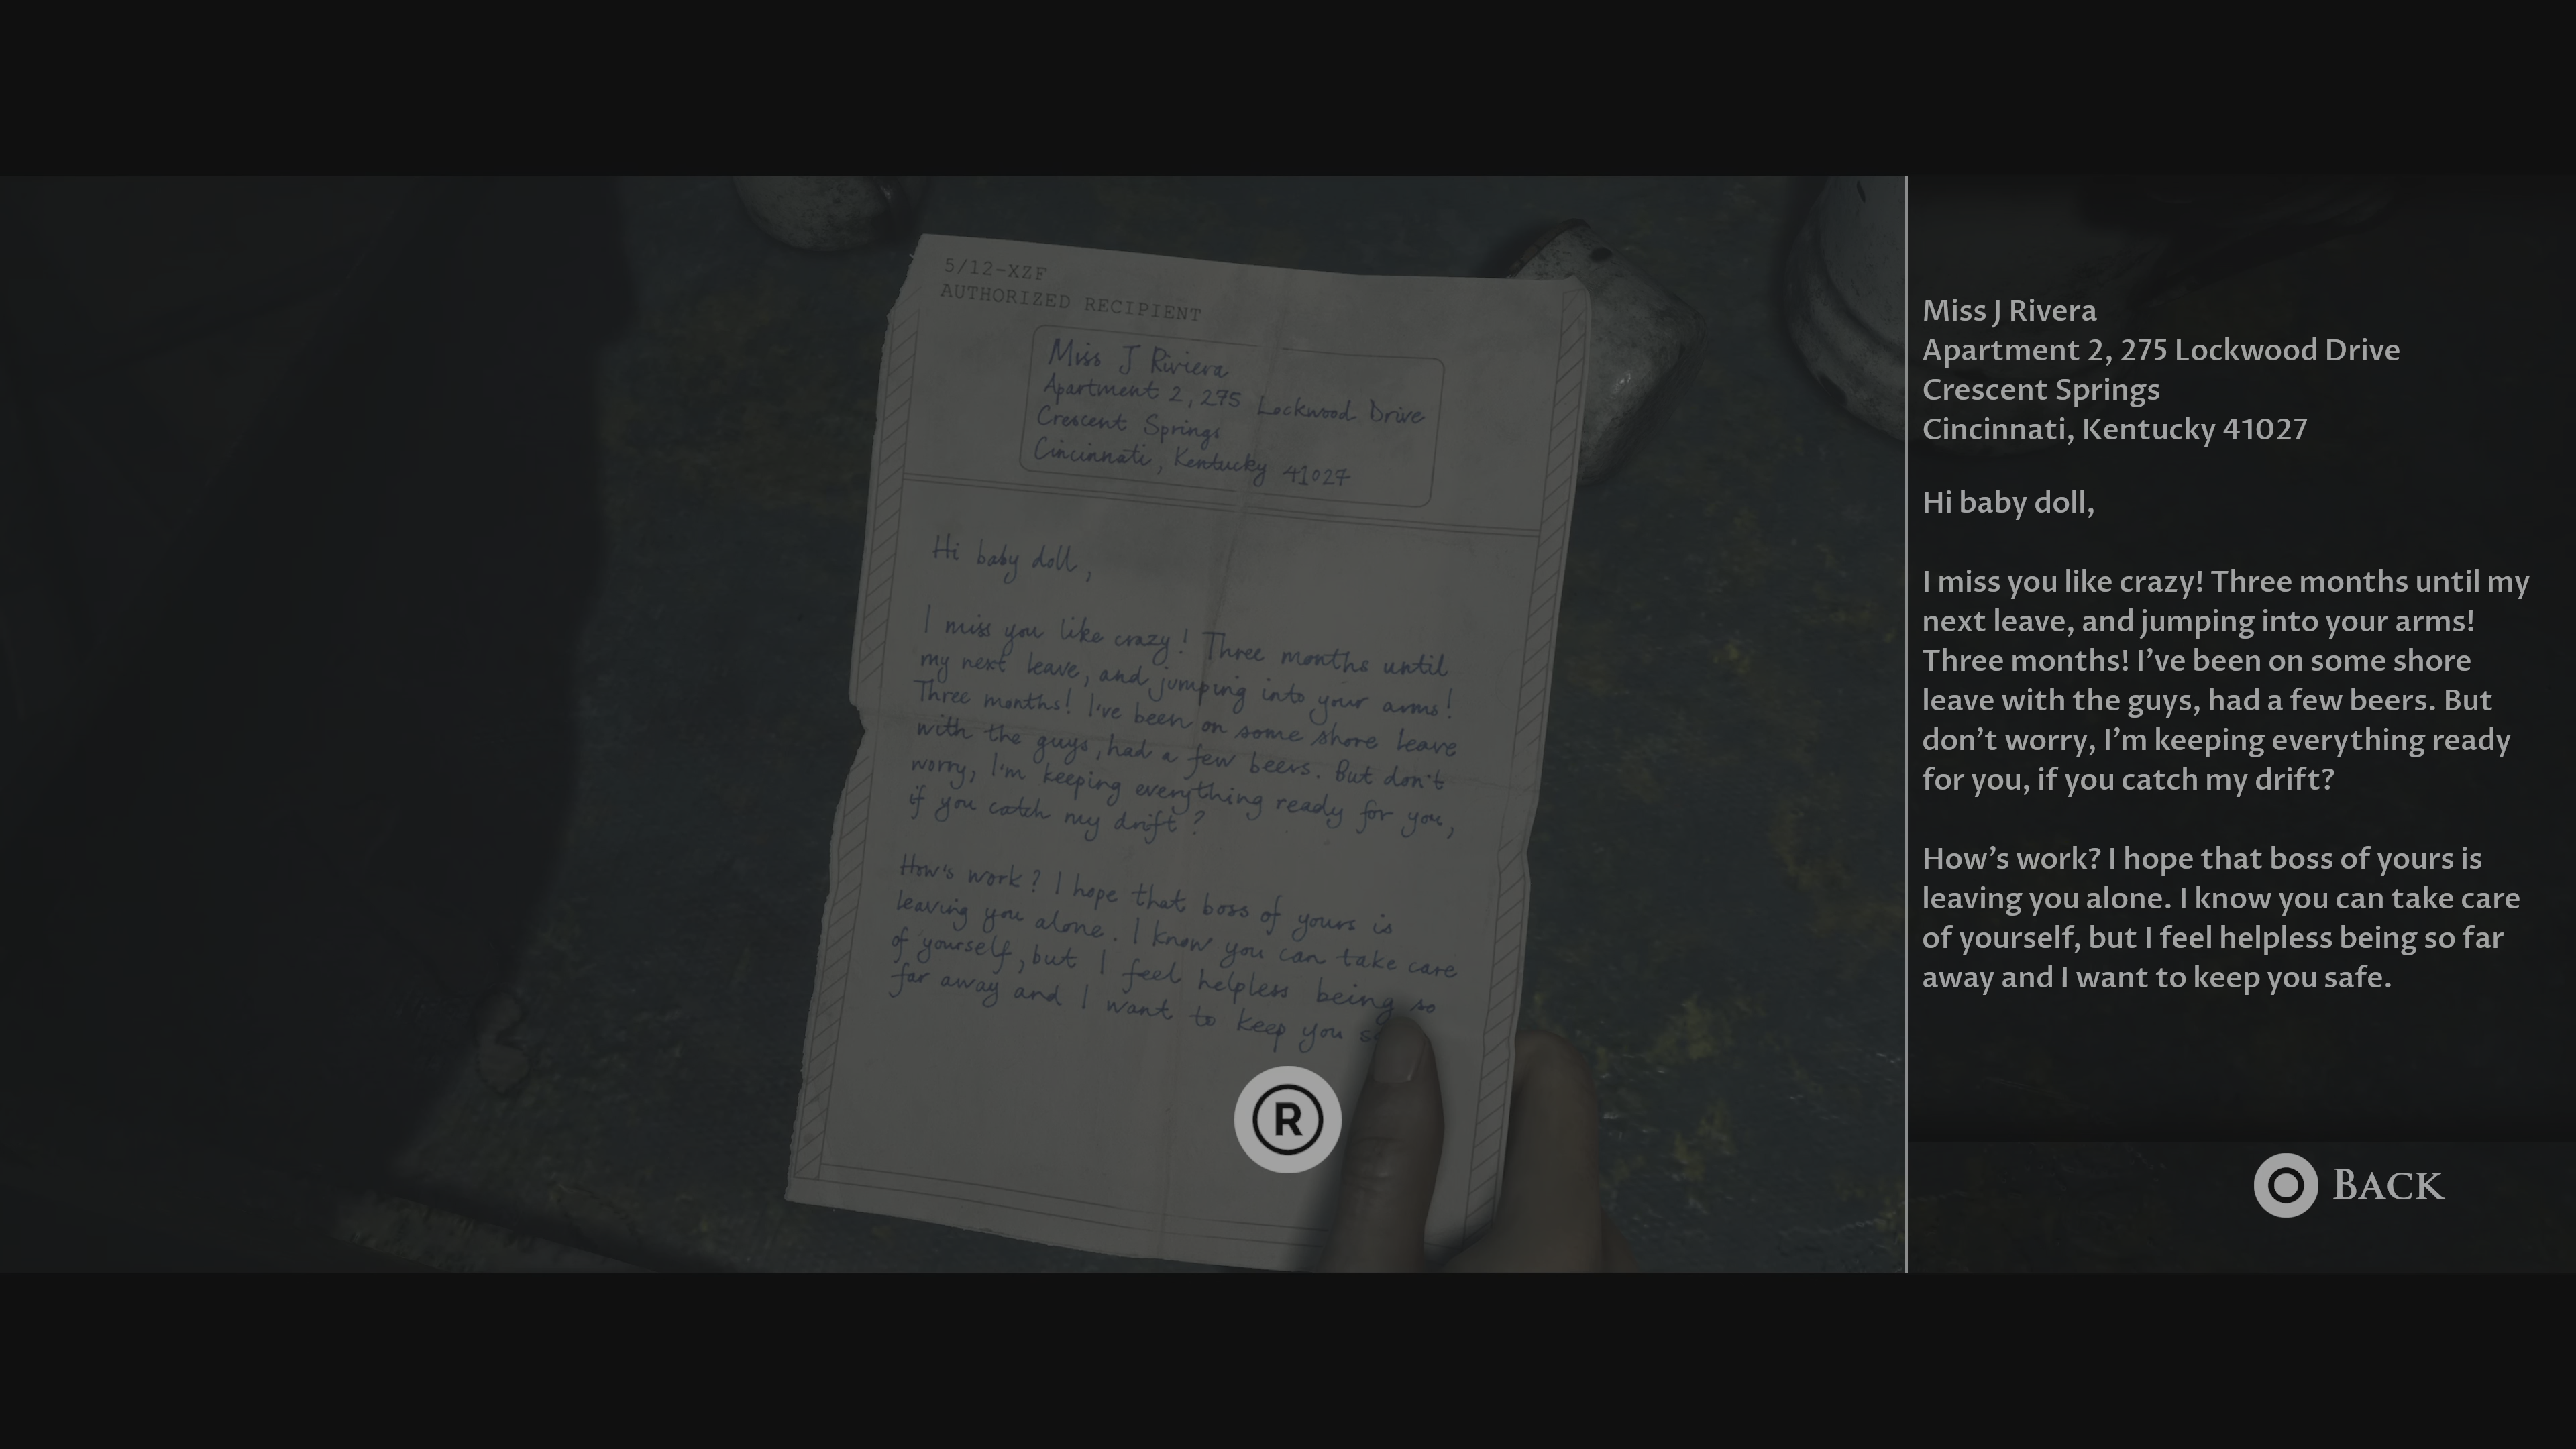 5/12-XZF
AUTHORIZED RECIPIENT
Miss J Riviera
Apartment 2, 275 Lockwood Drive
Crescent Springs
Cincinnati, Kentucky 41027
Hi baby doll,
I miss you like crazy! Three months until
my next leave, and jumping into your arms!
Three months! I've been on some shore leave
with the guys, had a few beers. But don't
worry, I'm keeping everything ready for you,
if you catch my drift?
How's work? I hope that boss of yours is
leaving you alone. I know you can take care
of yourself, but I feel helpless being so
far away and I want to keep you
R
Miss J Rivera
Apartment 2, 275 Lockwood Drive
Crescent Springs
Cincinnati, Kentucky 41027
Hi baby doll,
I miss you like crazy! Three months until my
next leave, and jumping into your arms!
Three months! I've been on some shore
leave with the guys, had a few beers. But
don't worry, I'm keeping everything ready
for you, if you catch my drift?
How's work? I hope that boss of yours is
leaving you alone. I know you can take care
of yourself, but I feel helpless being so far
away and I want to keep you safe.
BACK